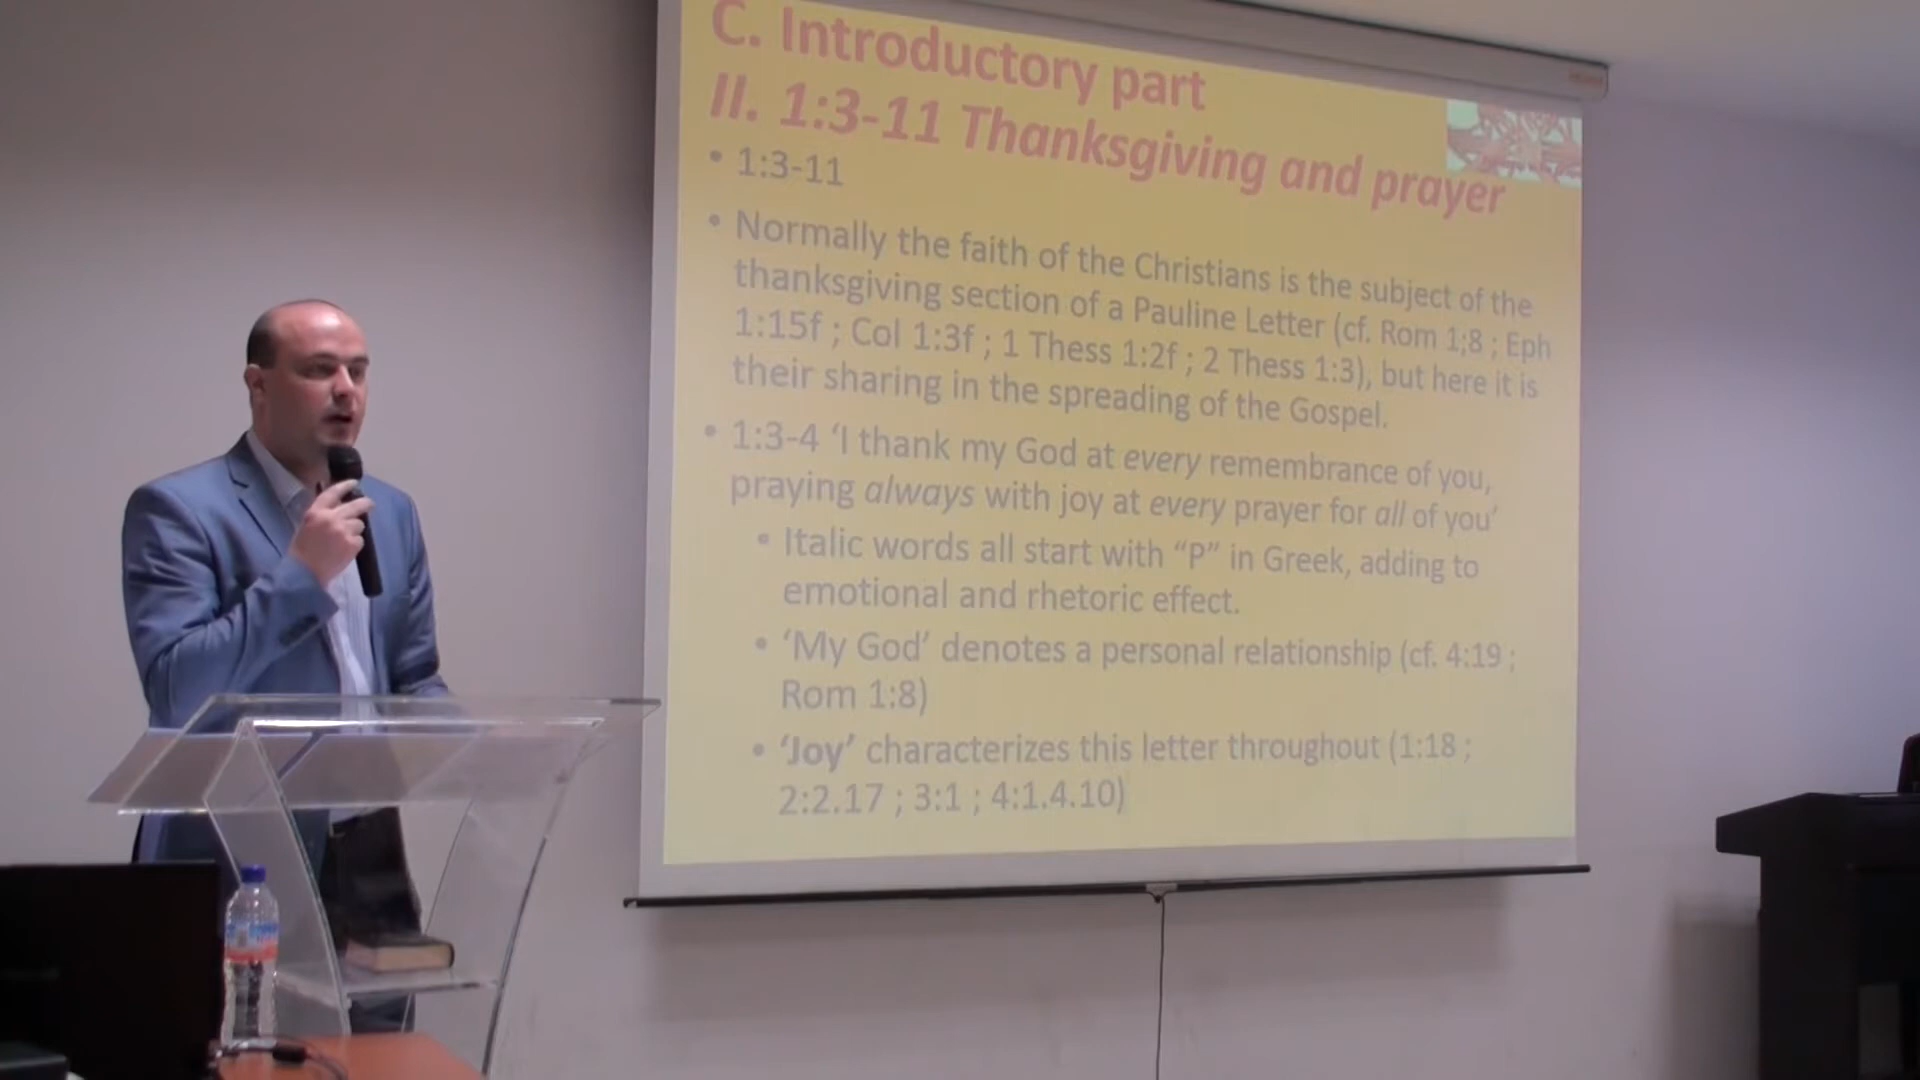 C. Introductory part
II. 1:3-11 Thanksgiving and prayer
• 1:3-11
• Normally the faith of the Christians is the subject of the
thanksgiving section of a Pauline Letter (cf. Rom 1;8 ; Eph
1:15f ; Col 1:3f ; 1 Thess 1:2f ; 2 Thess 1:3), but here it is
their sharing in the spreading of the Gospel.
• 1:3-4 ‘I thank my God at every remembrance of you,
praying always with joy at every prayer for all of you’
• Italic words all start with “P” in Greek, adding to
emotional and rhetoric effect.
• ‘My God’ denotes a personal relationship (cf. 4:19 ;
Rom 1:8)
• ‘Joy’ characterizes this letter throughout (1:18 ;
2:2.17 ; 3:1 ; 4:1.4.10)